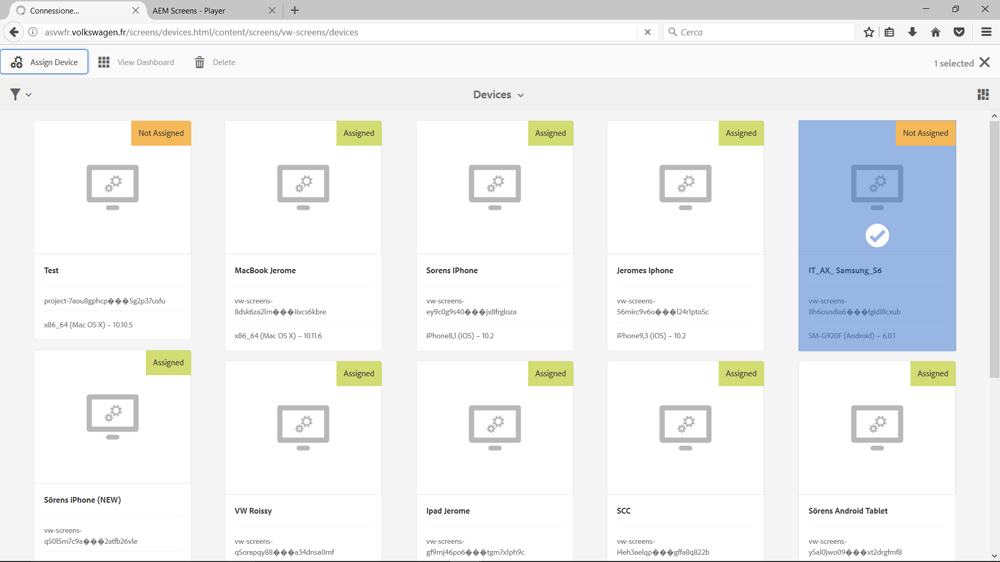 Connessione...
AEM Screens - Player
asvwfr.volkswagen.fr/screens/devices.html/content/screens/vw-screens/devices
Cerca
Assign Device
View Dashboard
Delete
1 selected
Devices
Not Assigned
Test
project-7aou8gphcp���5g2p37usfu
x86_64 (Mac OS X) – 10.10.5
Assigned
MacBook Jerome
vw-screens-
8dsk6za2lm���iixcs6kbre
x86_64 (Mac OS X) – 10.11.6
Assigned
Sorens IPhone
vw-screens-
ey9c0g9s40���jx8frgloza
iPhone8,1 (iOS) – 10.2
Assigned
Jeromes Iphone
vw-screens-
56mirc9v6o���l24r1pto5c
iPhone9,3 (iOS) – 10.2
Not Assigned
IT_AX_ Samsung_S6
vw-screens-
8h6osndia6���fgidl8cxub
SM-G920F (Android) – 6.0.1
Assigned
Sörens iPhone (NEW)
vw-screens-
q50l5m7c9a���2atfb26vle
Assigned
VW Roissy
vw-screens-
q5orapqy88���a34dnsa0mf
Assigned
Ipad Jerome
vw-screens-
gf9mj46po6���tgm7x1ph9c
Assigned
SCC
vw-screens-
i4eh3aelqp���gffa8q822b
Assigned
Sörens Android Tablet
vw-screens-
y5al0jwo09���xt2drgfmf8